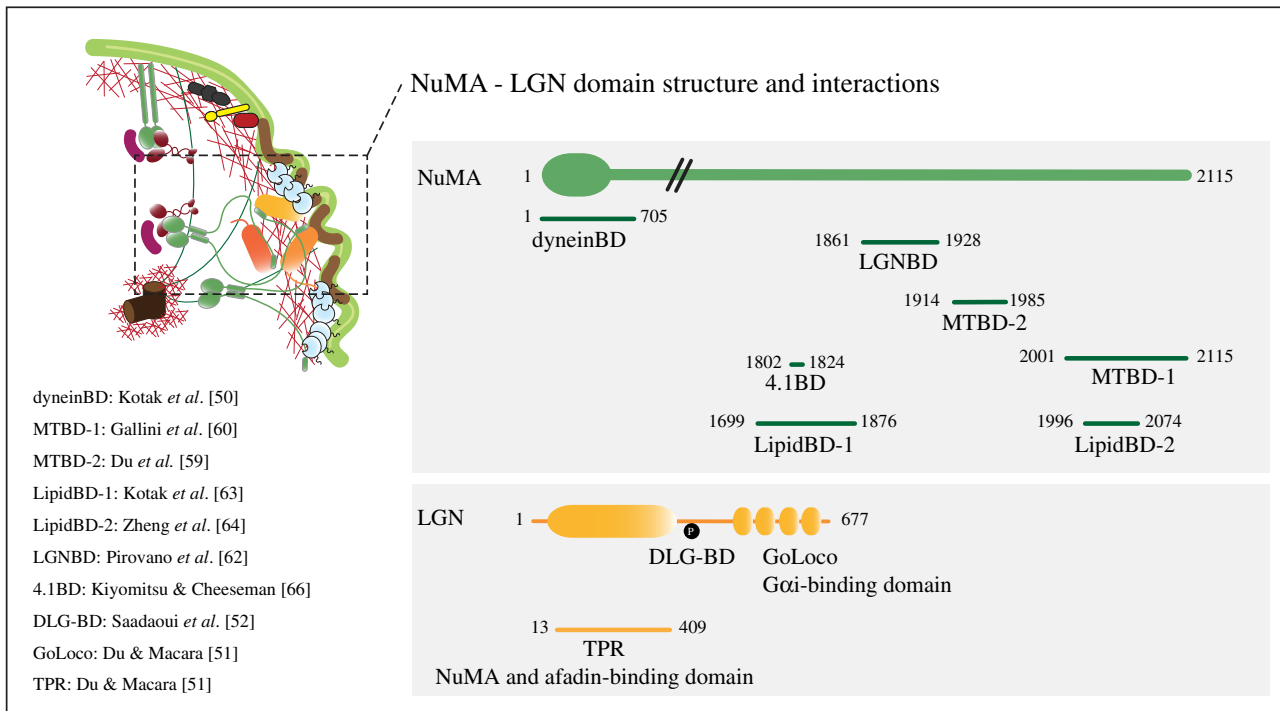 NuMA - LGN domain structure and interactions
NuMA 1 2115
1 705
dyneinBD
1861 1928
LGNBD
1914 1985
MTBD-2
2001 2115
MTBD-1
1802 1824
4.1BD
1699 1876
LipidBD-1
1996 2074
LipidBD-2
LGN 1 677
P
DLG-BD GoLoco
Gαi-binding domain
13 409
TPR
NuMA and afadin-binding domain
dyneinBD: Kotak et al. [50]
MTBD-1: Gallini et al. [60]
MTBD-2: Du et al. [59]
LipidBD-1: Kotak et al. [63]
LipidBD-2: Zheng et al. [64]
LGNBD: Pirovano et al. [62]
4.1BD: Kiyomitsu & Cheeseman [66]
DLG-BD: Saadaoui et al. [52]
GoLoco: Du & Macara [51]
TPR: Du & Macara [51]